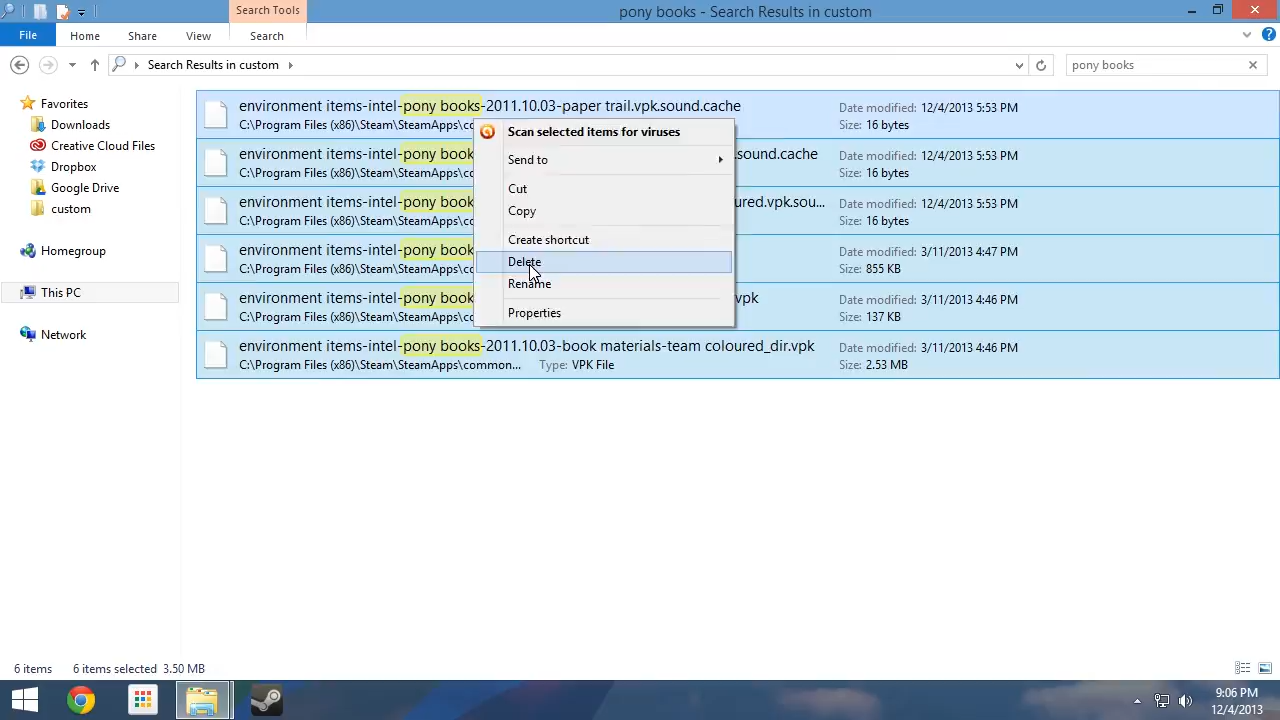 Search Tools
pony books - Search Results in custom
File
Home
Share
View
Search
Search Results in custom
pony books
Favorites
Downloads
Creative Cloud Files
Dropbox
Google Drive
custom
Homegroup
This PC
Network
environment items-intel-pony books-2011.10.03-paper trail.vpk.sound.cache
Date modified: 12/4/2013 5:53 PM
C:\Program Files (x86)\Steam\SteamApps\co
Size: 16 bytes
environment items-intel-pony book
.sound.cache
Date modified: 12/4/2013 5:53 PM
C:\Program Files (x86)\Steam\SteamApps\cc
Size: 16 bytes
environment items-intel-pony book
ured.vpk.sou...
Date modified: 12/4/2013 5:53 PM
C:\Program Files (x86)\Steam\SteamApps\cc
Size: 16 bytes
environment items-intel-pony book
Date modified: 3/11/2013 4:47 PM
C:\Program Files (x86)\Steam\SteamApps\cc
Size: 855 KB
environment items-intel-pony book
vpk
Date modified: 3/11/2013 4:46 PM
C:\Program Files (x86)\Steam\SteamApps\cc
Size: 137 KB
environment items-intel-pony books-2011.10.03-book materials-team coloured_dir.vpk
Date modified: 3/11/2013 4:46 PM
C:\Program Files (x86)\Steam\SteamApps\common... Type: VPK File
Size: 2.53 MB
Scan selected items for viruses
Send to
Cut
Copy
Create shortcut
Delete
Rename
Properties
6 items 6 items selected 3.50 MB
9:06 PM
12/4/2013